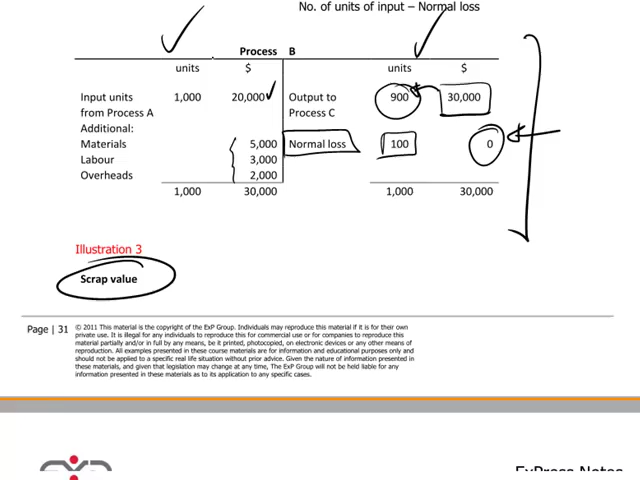 No. of units of input – Normal loss
Process B
units $ units $
Input units 1,000 20,000 Output to 900 30,000
from Process A Process C
Additional:
Materials 5,000 Normal loss 100 0
Labour 3,000
Overheads 2,000
1,000 30,000 1,000 30,000
Illustration 3
Scrap value
Page | 31
© 2011 This material is the copyright of the ExP Group. Individuals may reproduce this material if it is for their own
private use. It is illegal for any individuals to reproduce this for commercial use or for companies to reproduce this
material partially and/or in full by any means, be it printed, photocopied, on electronic devices or any other means of
reproduction. All examples presented in these course materials are for information and educational purposes only and
should not be applied to a specific real life situation without prior advice. Given the nature of information presented in
these materials, and given that legislation may change at any time, The ExP Group will not be held liable for any
information presented in these materials as to its application to any specific cases.
ExPress Notes